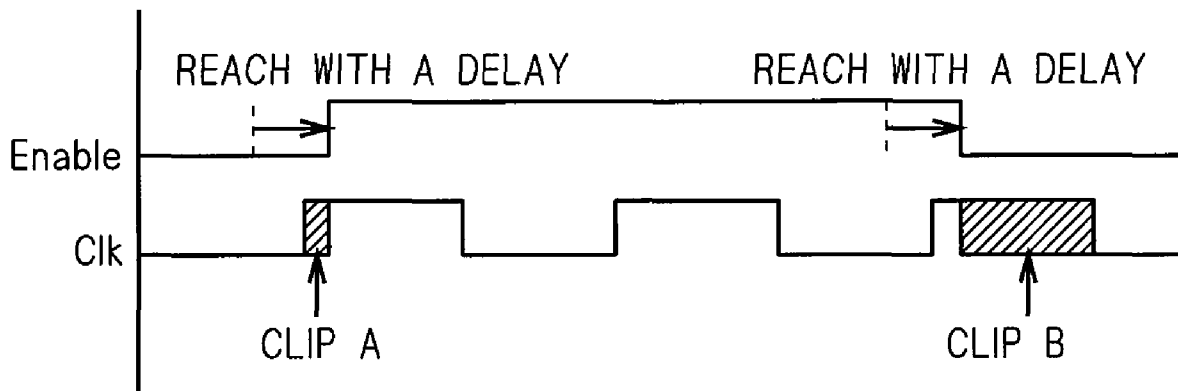 REACH WITH A DELAY
REACH WITH A DELAY
Enable
Clk
CLIP A
CLIP B